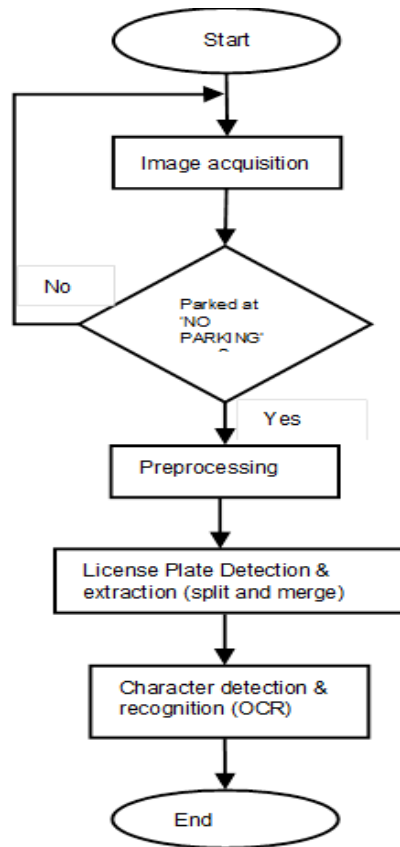 Start
Image acquisition
No
Parked at
"NO
PARKING"
?
Yes
Preprocessing
License Plate Detection &
extraction (split and merge)
Character detection &
recognition (OCR)
End